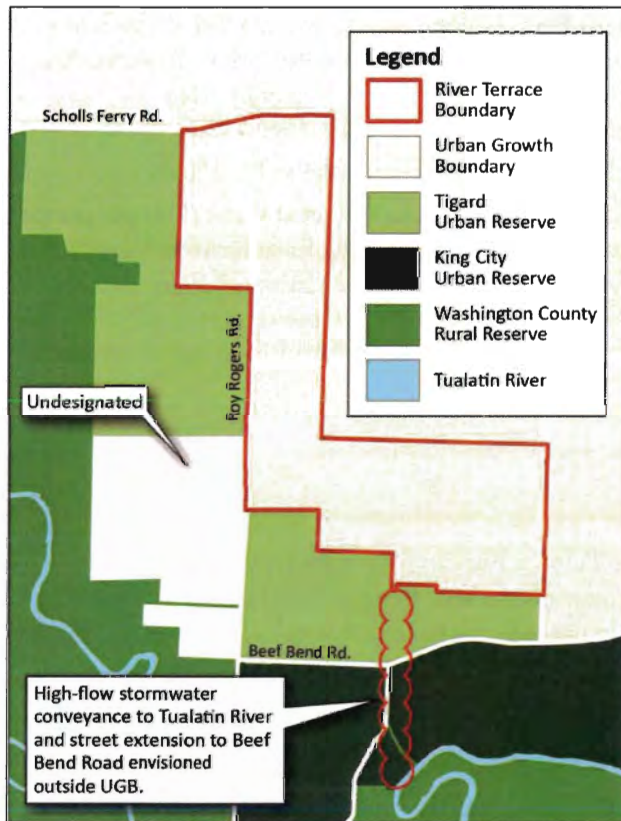 Scholls Ferry Rd.
Legend
River Terrace
Boundary
Urban Growth
Boundary
Tigard
Urban Reserve
King City
Urban Reserve
Washington County
Rural Reserve
Tualatin River
Roy Rogers Rd.
Undesignated
Beef Bend Rd.
High-flow stormwater
conveyance to Tualatin River
and street extension to Beef
Bend Road envisioned
outside UGB.